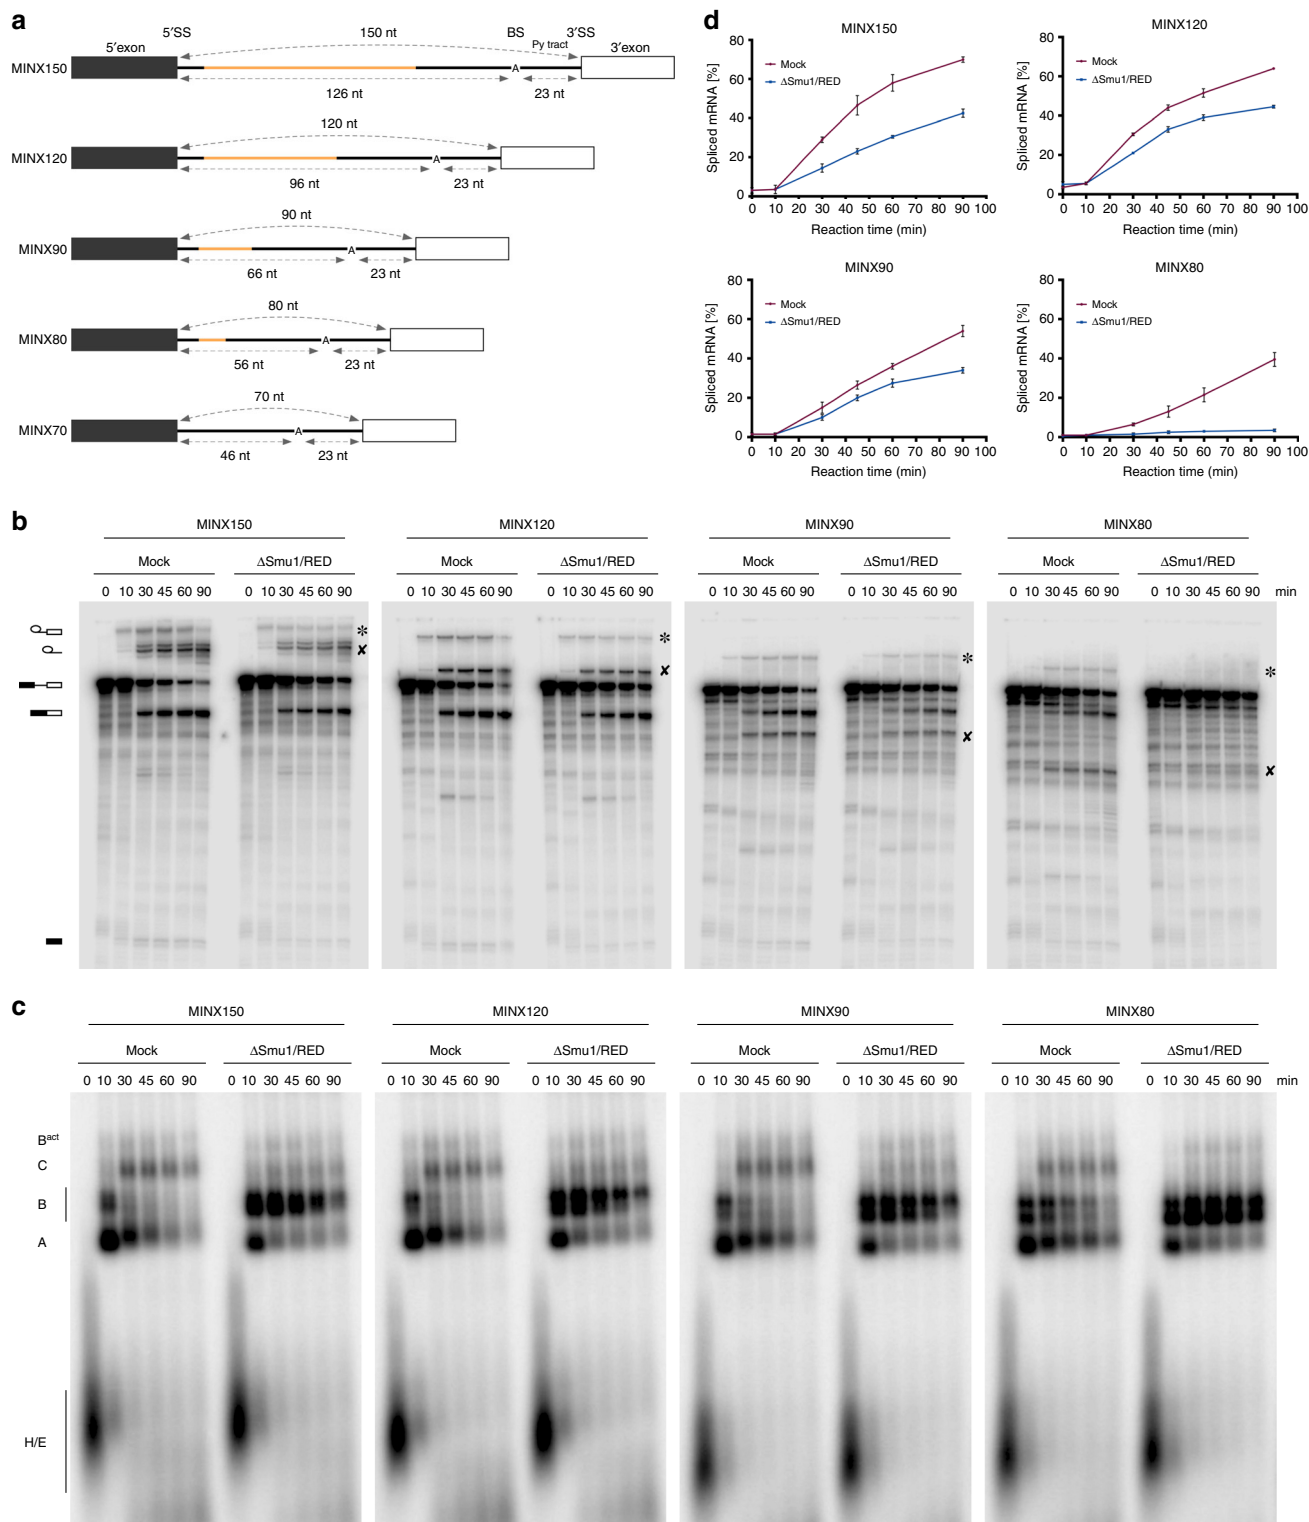 a
5′SS
150 nt
BS
3′SS
5′exon
Py tract
3′exon
MINX150
A
126 nt
23 nt
120 nt
MINX120
A
96 nt
23 nt
90 nt
MINX90
A
66 nt
23 nt
80 nt
MINX80
A
56 nt
23 nt
70 nt
MINX70
A
46 nt
23 nt
d
MINX150
80
60
40
20
0
Spliced mRNA [%]
Mock
ΔSmu1/RED
0 10 20 30 40 50 60 70 80 90 100
Reaction time (min)
MINX120
80
60
40
20
0
Spliced mRNA [%]
Mock
ΔSmu1/RED
0 10 20 30 40 50 60 70 80 90 100
Reaction time (min)
MINX90
80
60
40
20
0
Spliced mRNA [%]
Mock
ΔSmu1/RED
0 10 20 30 40 50 60 70 80 90 100
Reaction time (min)
MINX80
80
60
40
20
0
Spliced mRNA [%]
Mock
ΔSmu1/RED
0 10 20 30 40 50 60 70 80 90 100
Reaction time (min)
b
MINX150 MINX120 MINX90 MINX80
Mock ΔSmu1/RED Mock ΔSmu1/RED Mock ΔSmu1/RED Mock ΔSmu1/RED
0 10 30 45 60 90 0 10 30 45 60 90 0 10 30 45 60 90 0 10 30 45 60 90 0 10 30 45 60 90 0 10 30 45 60 90 0 10 30 45 60 90 0 10 30 45 60 90 min
* * * *
✘ ✘ ✘ ✘
c
MINX150 MINX120 MINX90 MINX80
Mock ΔSmu1/RED Mock ΔSmu1/RED Mock ΔSmu1/RED Mock ΔSmu1/RED
0 10 30 45 60 90 0 10 30 45 60 90 0 10 30 45 60 90 0 10 30 45 60 90 0 10 30 45 60 90 0 10 30 45 60 90 0 10 30 45 60 90 0 10 30 45 60 90 min
Bact
C
B
A
H/E